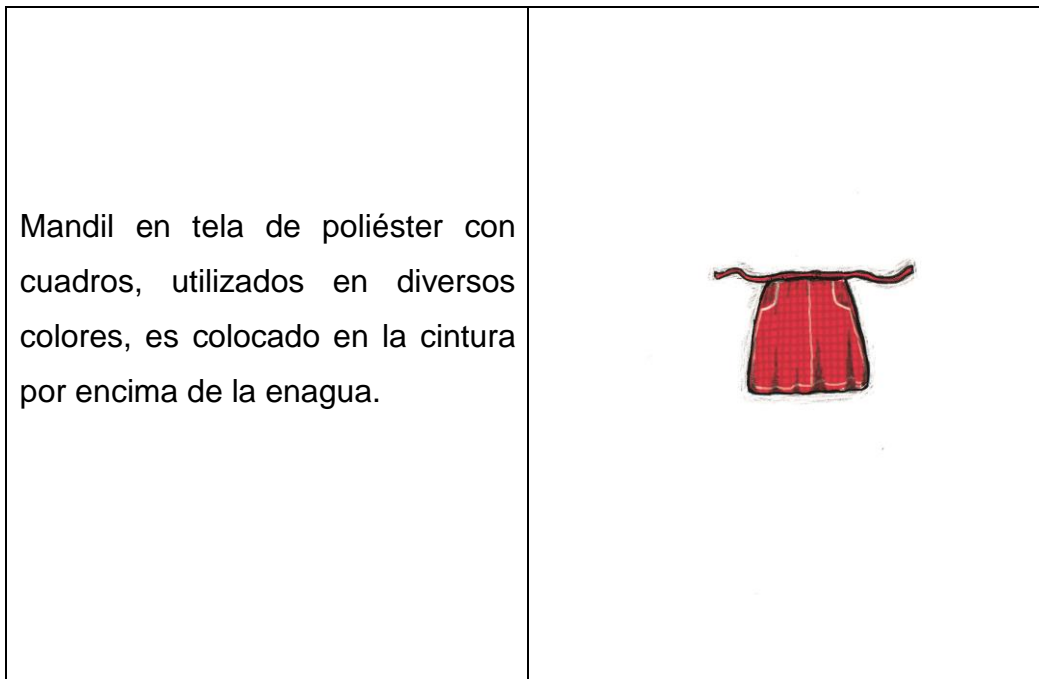 Mandil en tela de poliéster con
cuadros, utilizados en diversos
colores, es colocado en la cintura
por encima de la enagua.